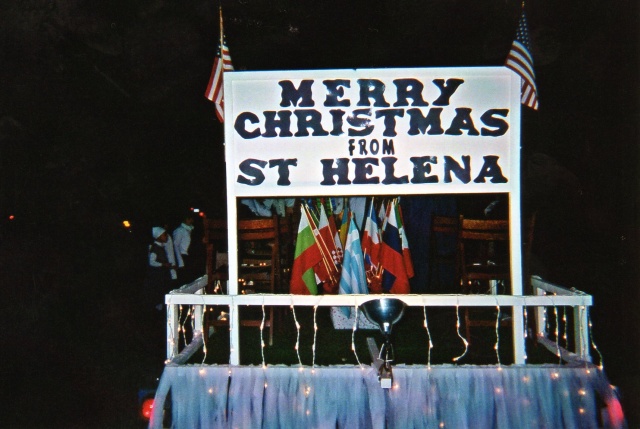 MERRY
CHRISTMAS
FROM
ST HELENA